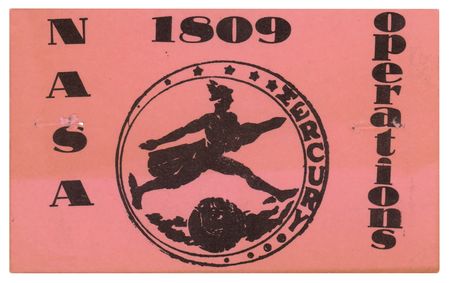 NASA
1809
MERCURY
Operations